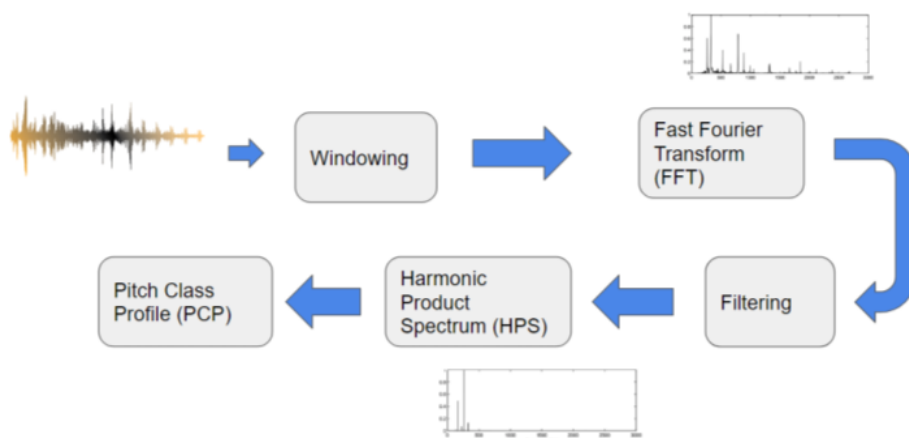 Windowing
Fast Fourier
Transform
(FFT)
Pitch Class
Profile (PCP)
Harmonic
Product
Spectrum (HPS)
Filtering